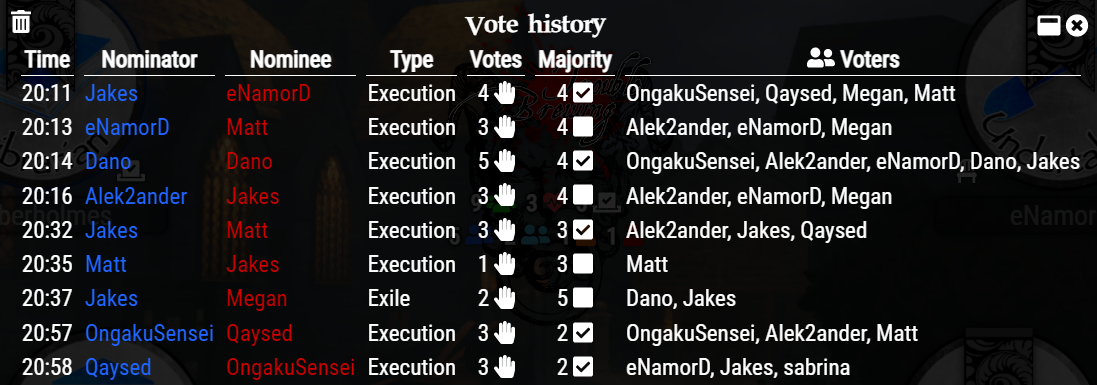 Vote history
Time Nominator Nominee Type Votes Majority Voters
20:11 Jakes eNamorD Execution 4 4 OngakuSensei, Qaysed, Megan, Matt
20:13 eNamorD Matt Execution 3 4 Alek2ander, eNamorD, Megan
20:14 Dano Dano Execution 5 4 OngakuSensei, Alek2ander, eNamorD, Dano, Jakes
20:16 Alek2ander Jakes Execution 3 4 Alek2ander, eNamorD, Megan
20:32 Jakes Matt Execution 3 3 Alek2ander, Jakes, Qaysed
20:35 Matt Jakes Execution 1 3 Matt
20:37 Jakes Megan Exile 2 5 Dano, Jakes
20:57 OngakuSensei Qaysed Execution 3 2 OngakuSensei, Alek2ander, Matt
20:58 Qaysed OngakuSensei Execution 3 2 eNamorD, Jakes, sabrina